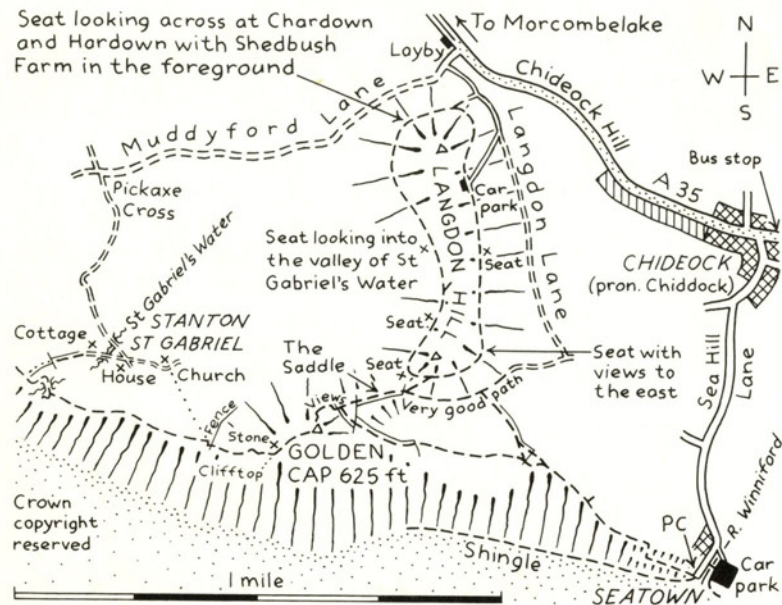 Seat looking across at Chardown
and Hardown with Shedbush
Farm in the foreground
To Morcombelake
Layby
N
W E
S
Chideock Hill
A 35
Bus stop
Muddyford Lane
Langdon Lane
Pickaxe
Cross
LANGDON HILL
Car
park
St Gabriel's Water
Seat looking into
the valley of St
Gabriel's Water
Seat
CHIDEOCK
(pron. Chiddock)
Cottage
STANTON
ST GABRIEL
House
Church
Seat
The
Saddle
Seat
Seat with
views to
the east
Sea Hill
Lane
Views
Very good path
Fence
Stone
Clifftop
GOLDEN
CAP 625 ft
R. Winniford
Crown
copyright
reserved
PC
Shingle
Car
park
1 mile
SEATOWN